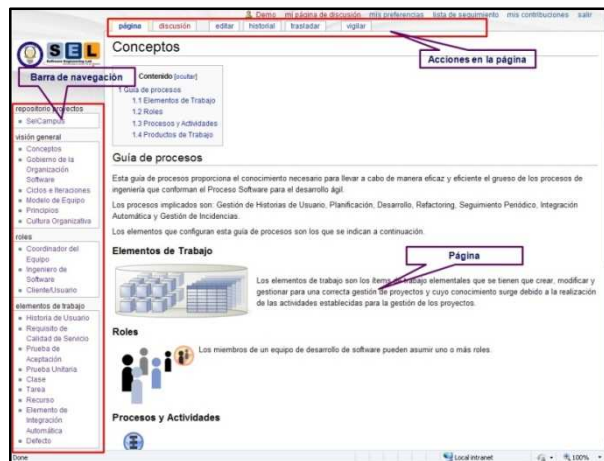 Demo mi página de discusión mis preferencias lista de seguimiento mis contribuciones salir
página discusión editar historial trasladar vigilar
Acciones en la página
SEL
Software Engineering Lab
Barra de navegación
Conceptos
Contenido [ocultar]
1 Guía de procesos
1.1 Elementos de Trabajo
1.2 Roles
1.3 Procesos y Actividades
1.4 Productos de Trabajo
repositorio proyectos
SelCampus
visión general
Conceptos
Gobierno de la
Organización
Software
Ciclos e Iteraciones
Modelo de Equipo
Principios
Cultura Organizativa
roles
Coordinador del
Equipo
Ingeniero de
Software
Cliente/Usuario
elementos de trabajo
Historia de Usuario
Requisito de
Calidad de Servicio
Prueba de
Aceptación
Prueba Unitaria
Clase
Tarea
Recurso
Elemento de
Integración
Automática
Defecto
Guía de procesos
Esta guía de procesos proporciona el conocimiento necesario para llevar a cabo de manera eficaz y eficiente el grueso de los procesos de
ingeniería que conforman el Proceso Software para el desarrollo ágil.
Los procesos implicados son: Gestión de Historias de Usuario, Planificación, Desarrollo, Refactoring, Seguimiento Periódico, Integración
Automática y Gestión de Incidencias.
Los elementos que configuran esta guía de procesos son los que se indican a continuación.
Elementos de Trabajo
Página
Los elementos de trabajo son los ítems de trabajo elementales que se tienen que crear, modificar y
gestionar para una correcta gestión de proyectos y cuyo conocimiento surge debido a la realización
de las actividades establecidas para la gestión de los proyectos.
Roles
Los miembros de un equipo de desarrollo de software pueden asumir uno o más roles.
Procesos y Actividades
Done Local intranet 100%